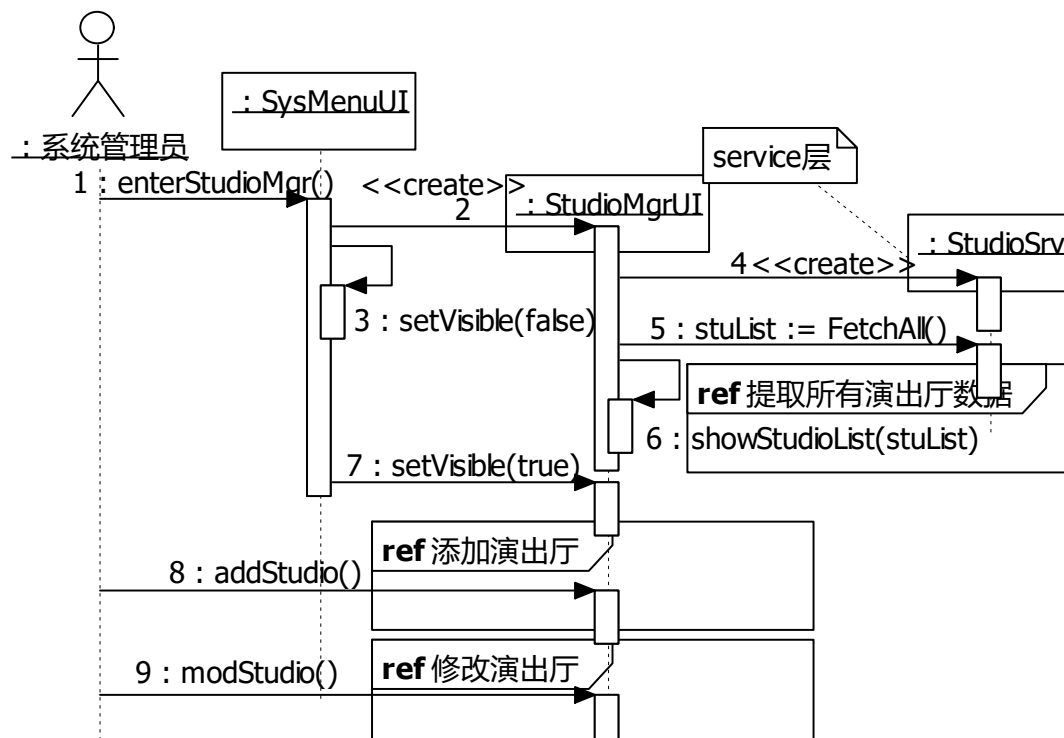 : SysMenuUI
: 系统管理员
service层
1 : enterStudioMgr()
<<create>>
2
: StudioMgrUI
: StudioSrv
4 <<create>>
3 : setVisible(false)
5 : stuList := FetchAll()
ref 提取所有演出厅数据
6 : showStudioList(stuList)
7 : setVisible(true)
ref 添加演出厅
8 : addStudio()
ref 修改演出厅
9 : modStudio()